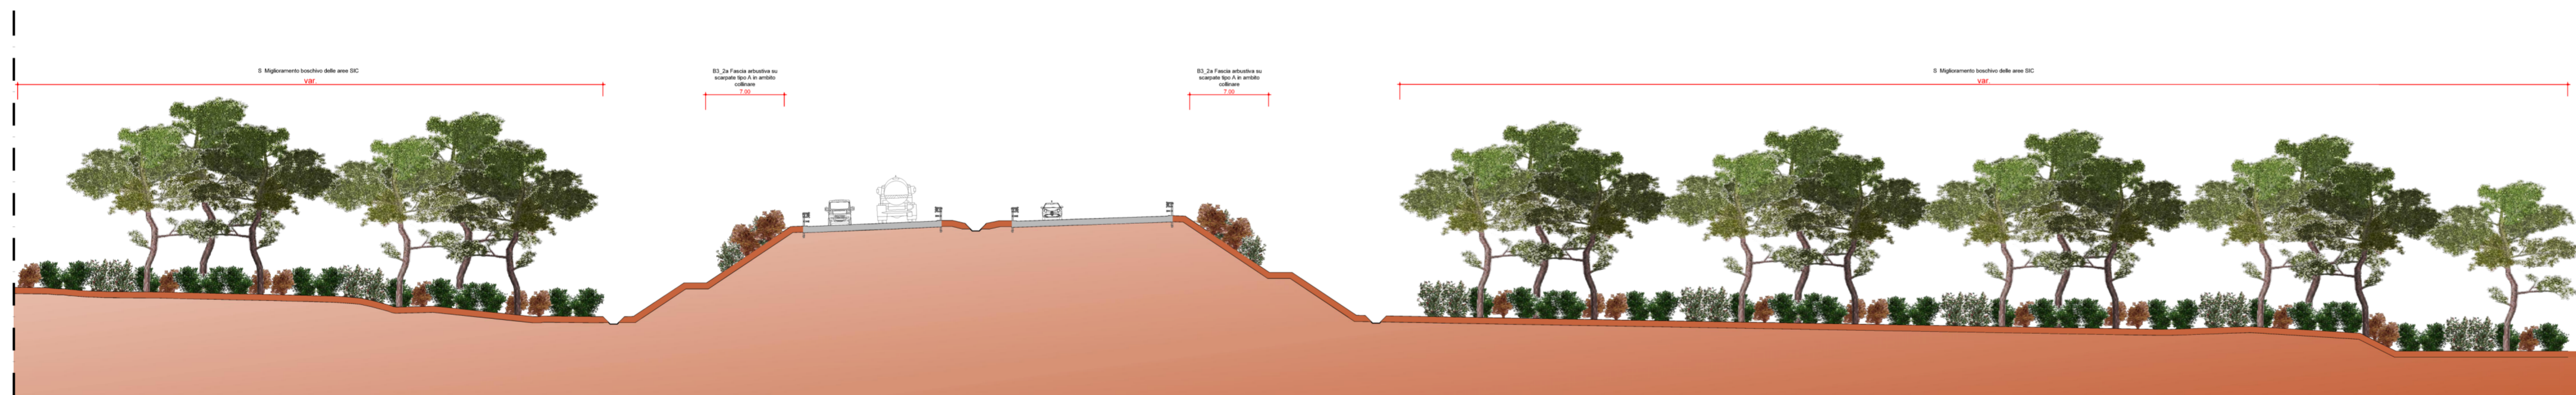 S Miglioramento boschivo delle aree SIC
var.
B3_2a Fascia arbustiva su
scarpate tipo A in ambito
collinare
7.00
B3_2a Fascia arbustiva su
scarpate tipo A in ambito
collinare
7.00
S Miglioramento boschivo delle aree SIC
var.